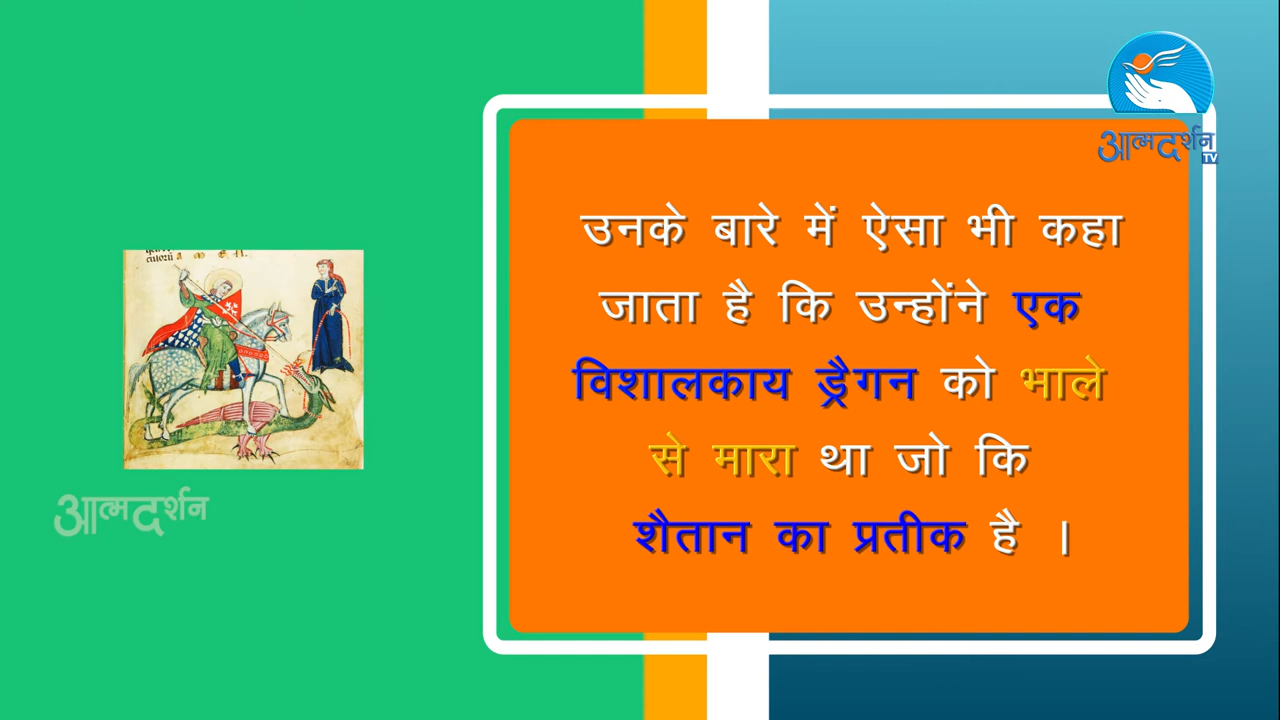 आत्मदर्शन
TV
उनके बारे में ऐसा भी कहा
जाता है कि उन्होंने एक
विशालकाय ड्रैगन को भाले
से मारा था जो कि
शैतान का प्रतीक है ।
आत्मदर्शन